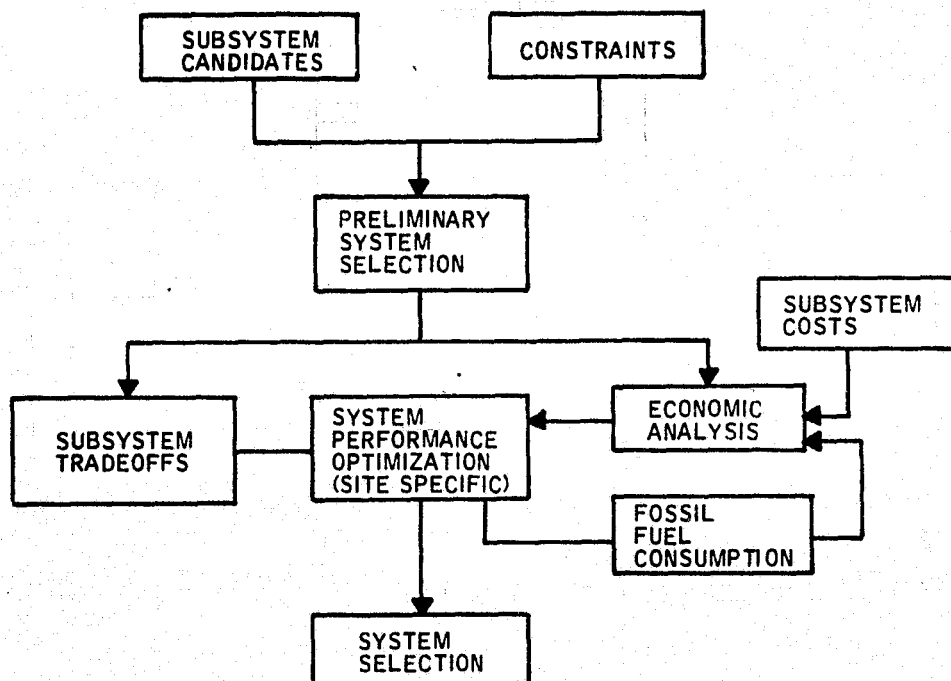 SUBSYSTEM
CANDIDATES
CONSTRAINTS
PRELIMINARY
SYSTEM
SELECTION
SUBSYSTEM
COSTS
SUBSYSTEM
TRADEOFFS
SYSTEM
PERFORMANCE
OPTIMIZATION
(SITE SPECIFIC)
ECONOMIC
ANALYSIS
FOSSIL
FUEL
CONSUMPTION
SYSTEM
SELECTION